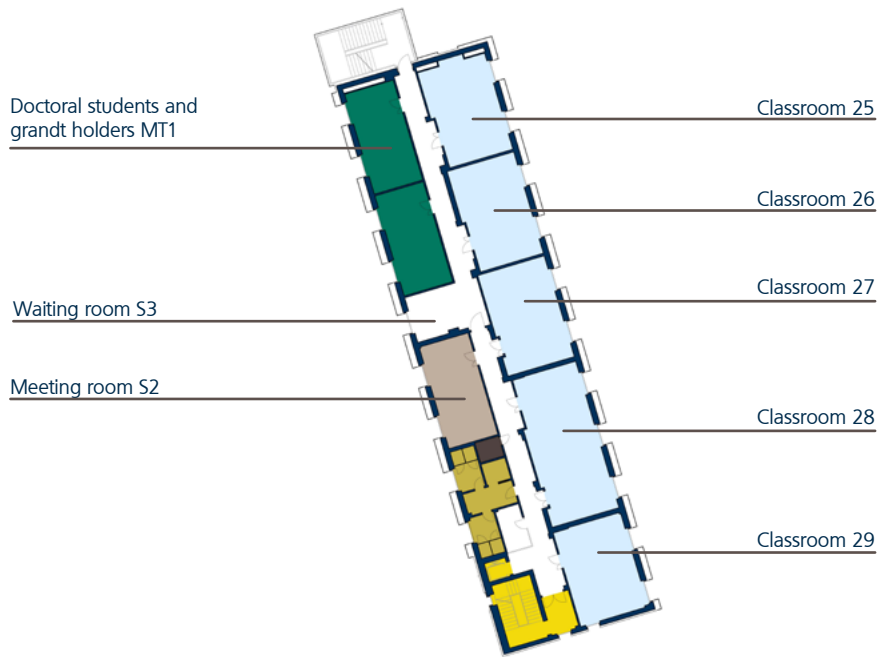 Doctoral students and
grandt holders MT1
Waiting room S3
Meeting room S2
Classroom 25
Classroom 26
Classroom 27
Classroom 28
Classroom 29